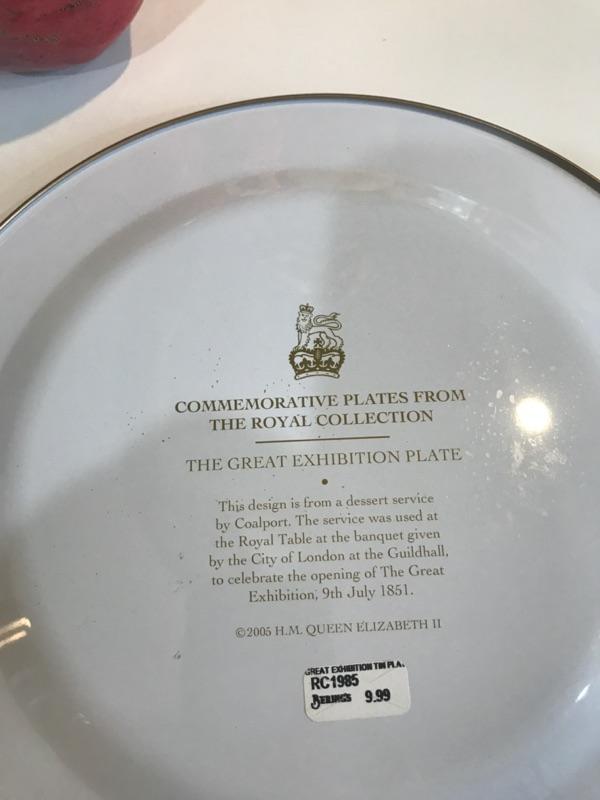 COMMEMORATIVE PLATES FROM
THE ROYAL COLLECTION
THE GREAT EXHIBITION PLATE
This design is from a dessert service
by Coalport. The service was used at
the Royal Table at the banquet given
by the City of London at the Guildhall,
to celebrate the opening of The Great
Exhibition, 9th July 1851.
©2005 H.M. QUEEN ELIZABETH II
GREAT EXHIBITION TIN PLA
RC1985
BERING'S 9.99